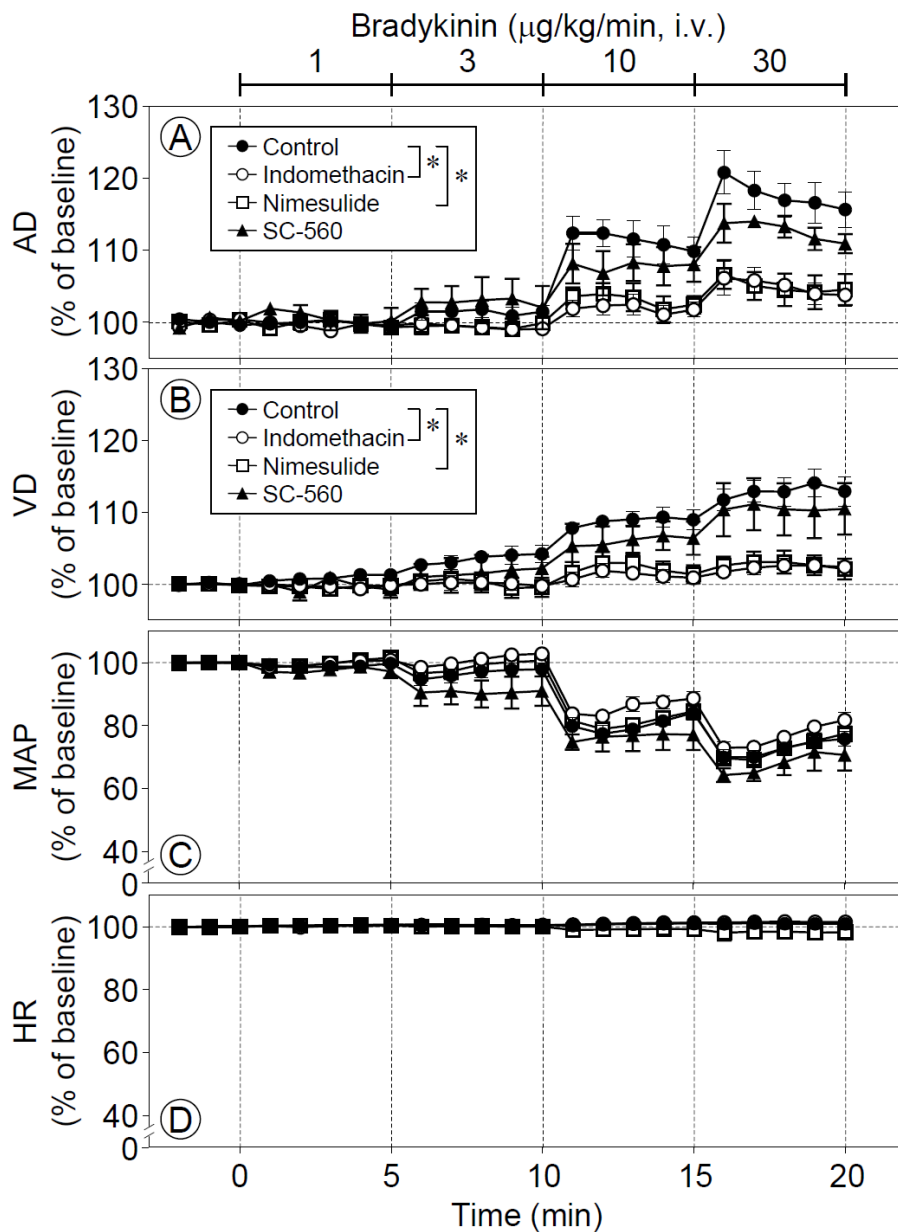 Bradykinin (μg/kg/min, i.v.)
1 3 10 30
AD
(% of baseline)
130
120
110
100
A
Control
Indomethacin
Nimesulide
SC-560
*
*
VD
(% of baseline)
130
120
110
100
B
Control
Indomethacin
Nimesulide
SC-560
*
*
MAP
(% of baseline)
100
80
60
40
0
C
HR
(% of baseline)
100
80
60
40
0
D
0 5 10 15 20
Time (min)